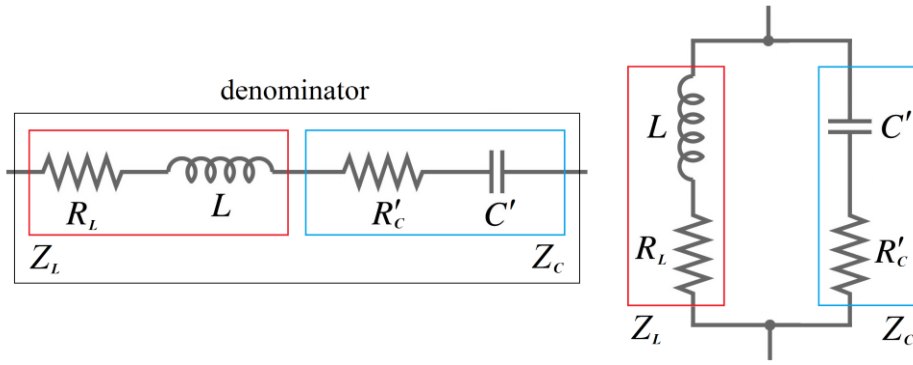 denominator
R_L L R'_C C'
Z_L Z_C
L C'
R_L R'_C
Z_L Z_C